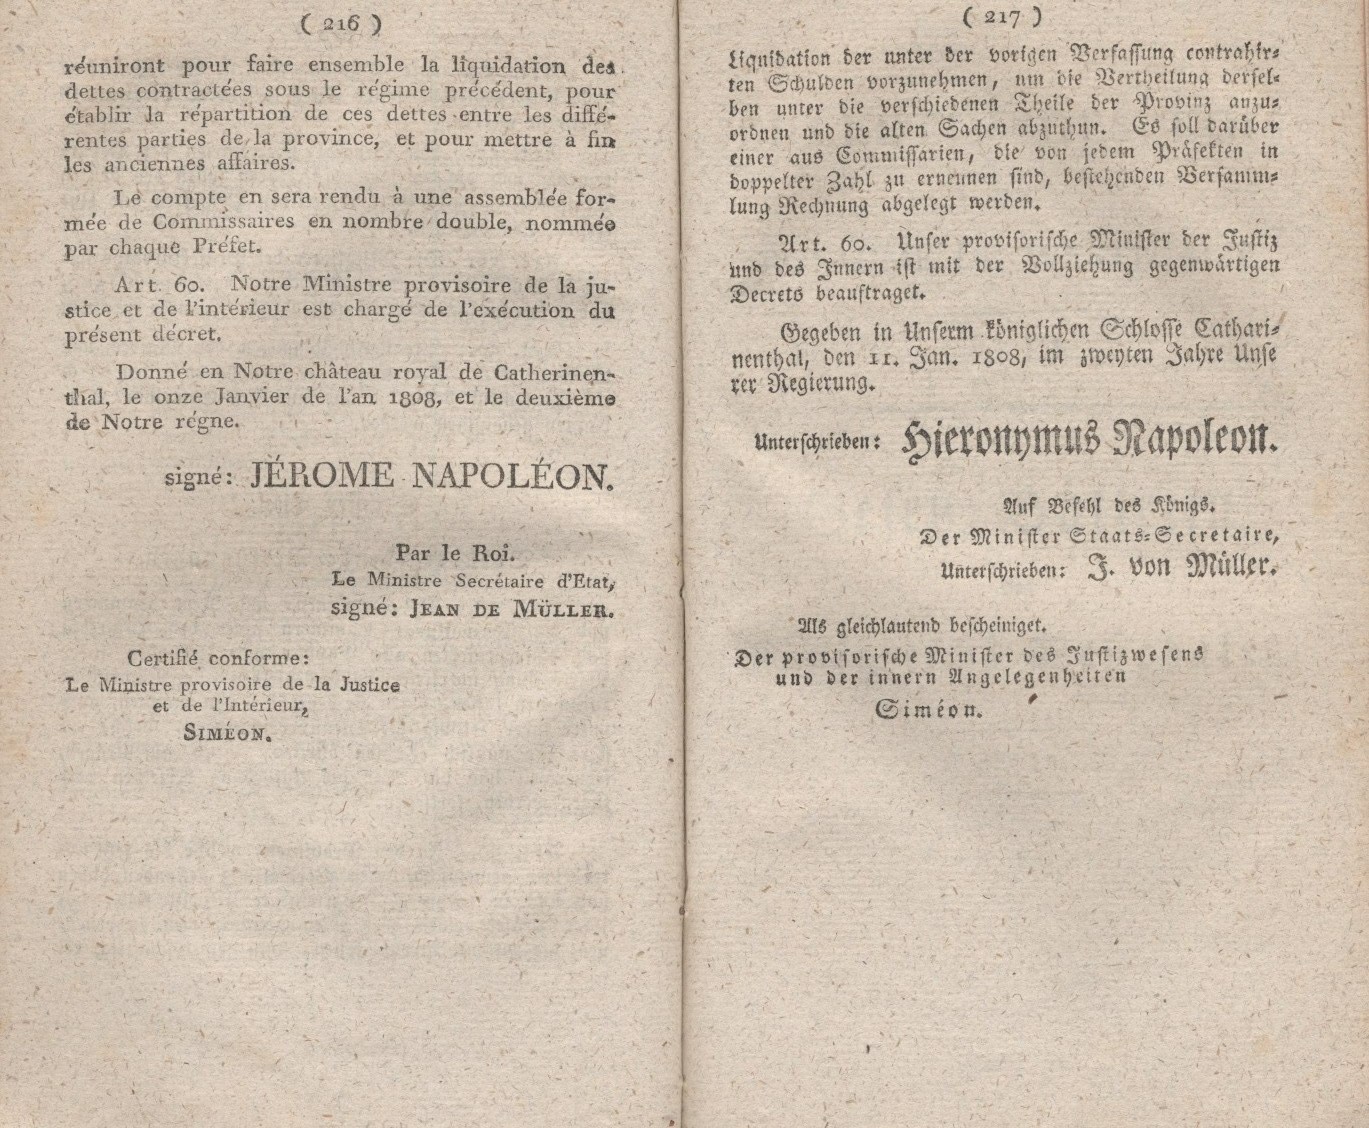 ( 216 )
réuniront pour faire ensemble la liquidation des
dettes contractées sous le régime précédent, pour
établir la répartition de ces dettes entre les diffé-
rentes parties de la province, et pour mettre à fin
les anciennes affaires.
Le compte en sera rendu à une assemblée for-
mée de Commissaires en nombre double, nommée
par chaque Préfet.
Art. 60. Notre Ministre provisoire de la ju-
stice et de l'intérieur est chargé de l'exécution du
présent décret.
Donné en Notre château royal de Catherinen-
thal, le onze Janvier de l'an 1808, et le deuxième
de Notre régne.
signé: JÉROME NAPOLÉON.
Par le Roi.
Le Ministre Secrétaire d'Etat,
signé: JEAN DE MÜLLER.
Certifié conforme:
Le Ministre provisoire de la Justice
et de l'Intérieur,
SIMÉON.
( 217 )
Liquidation der unter der vorigen Verfassung contrahir-
ten Schulden vorzunehmen, um die Vertheilung dersel-
ben unter die verschiedenen Theile der Provinz anzu-
ordnen und die alten Sachen abzuthun. Es soll darüber
einer aus Commissarien, die von jedem Präfekten in
doppelter Zahl zu ernennen sind, bestehenden Versamm-
lung Rechnung abgelegt werden.
Art. 60. Unser provisorische Minister der Justiz
und des Innern ist mit der Vollziehung gegenwärtigen
Decrets beauftraget.
Gegeben in Unserm königlichen Schlosse Cathari-
nenthal, den 11. Jan. 1808, im zweyten Jahre Unse
rer Regierung.
Unterschrieben: Hieronymus Napoleon.
Auf Befehl des Königs.
Der Minister Staats-Secretaire,
Unterschrieben: J. von Müller.
Als gleichlautend bescheiniget.
Der provisorische Minister des Justizwesens
und der innern Angelegenheiten
Siméon.